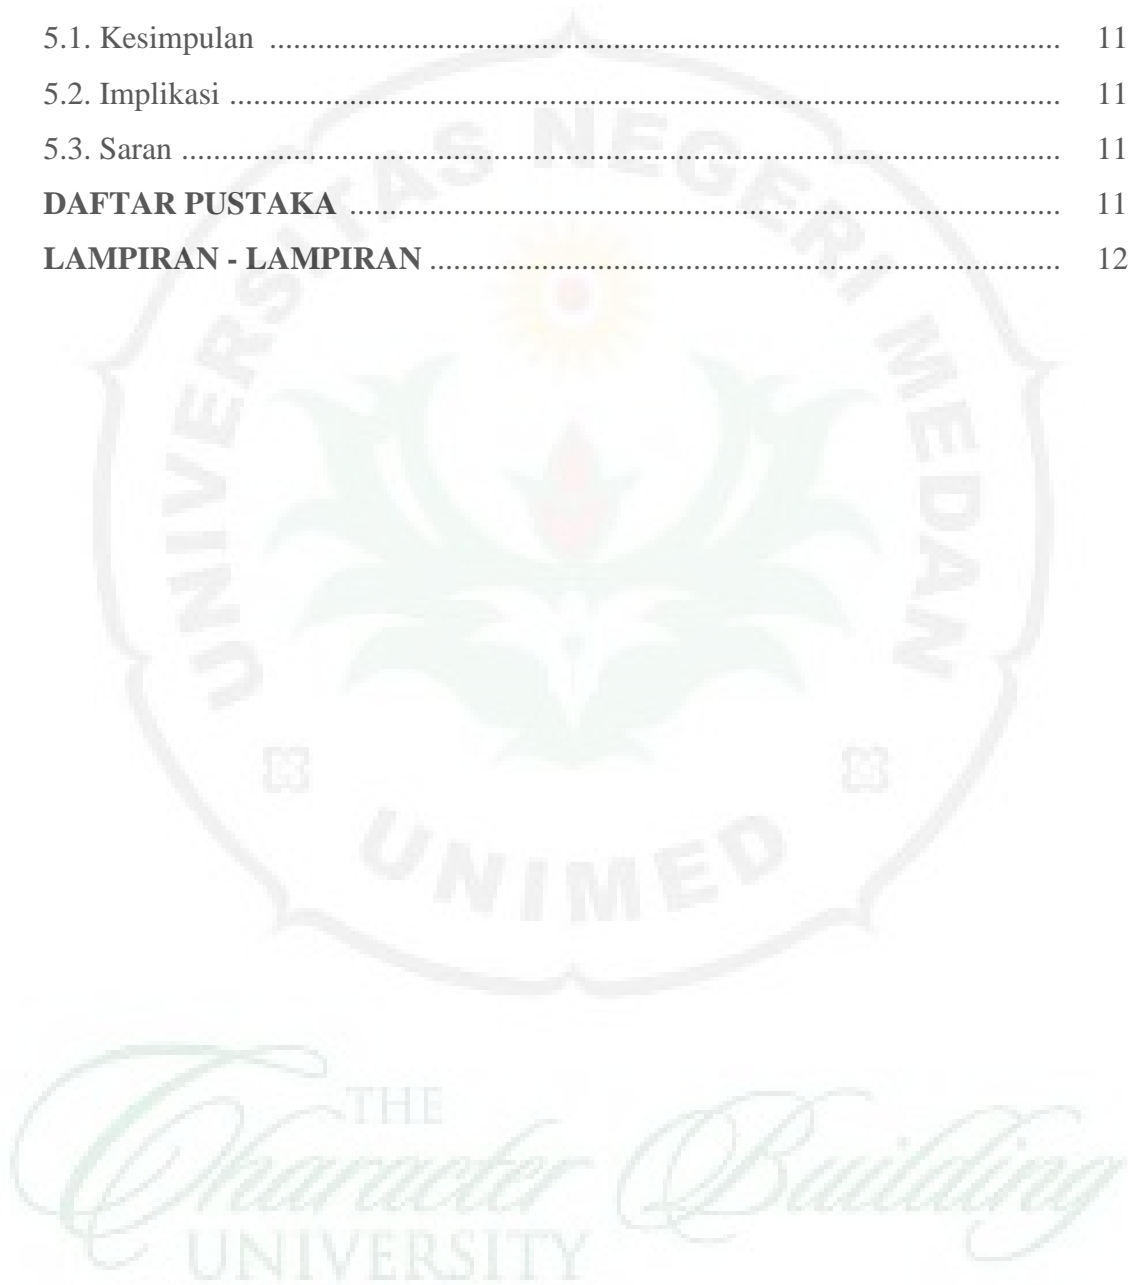 5.1. Kesimpulan ................................................................ 11
5.2. Implikasi ................................................................ 11
5.3. Saran ................................................................ 11
DAFTAR PUSTAKA ................................................................ 11
LAMPIRAN - LAMPIRAN ................................................................ 12
UNIVERSITAS NEGERI MEDAN
UNIMED
THE
Character Building
UNIVERSITY